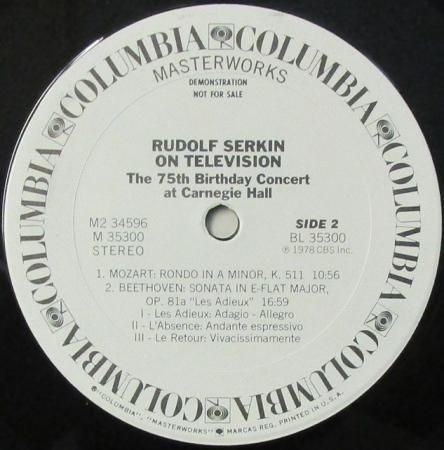 COLUMBIA COLUMBIA COLUMBIA COLUMBIA COLUMBIA COLUMBIA
MASTERWORKS
DEMONSTRATION
NOT FOR SALE
RUDOLF SERKIN
ON TELEVISION
The 75th Birthday Concert
at Carnegie Hall
M2 34596
M 35300
STEREO
SIDE 2
BL 35300
℗ 1978 CBS Inc.
1. MOZART: RONDO IN A MINOR, K. 511 10:56
2. BEETHOVEN: SONATA IN E-FLAT MAJOR,
OP. 81a "Les Adieux" 16:59
I - Les Adieux: Adagio - Allegro
II - L'Absence: Andante espressivo
III - Le Retour: Vivacissimamente
®"COLUMBIA", "MASTERWORKS" MARCAS REG. PRINTED IN U.S.A.